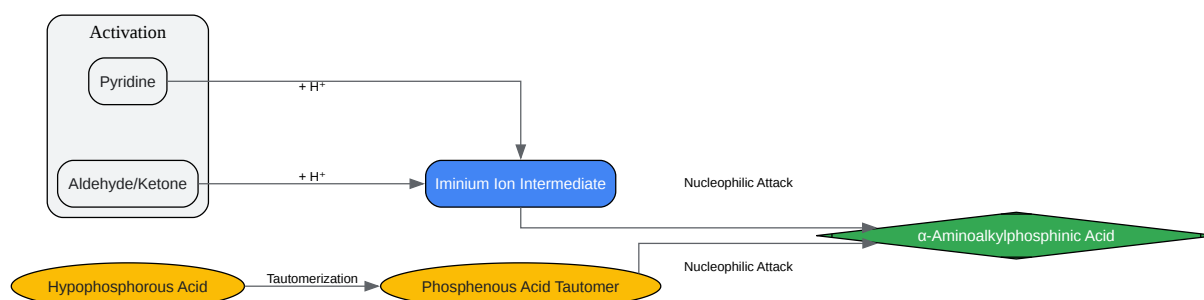 Activation
Pyridine
+ H⁺
Aldehyde/Ketone
+ H⁺
Iminium Ion Intermediate
Nucleophilic Attack
α-Aminoalkylphosphinic Acid
Hypophosphorous Acid
Tautomerization
Phosphenous Acid Tautomer
Nucleophilic Attack